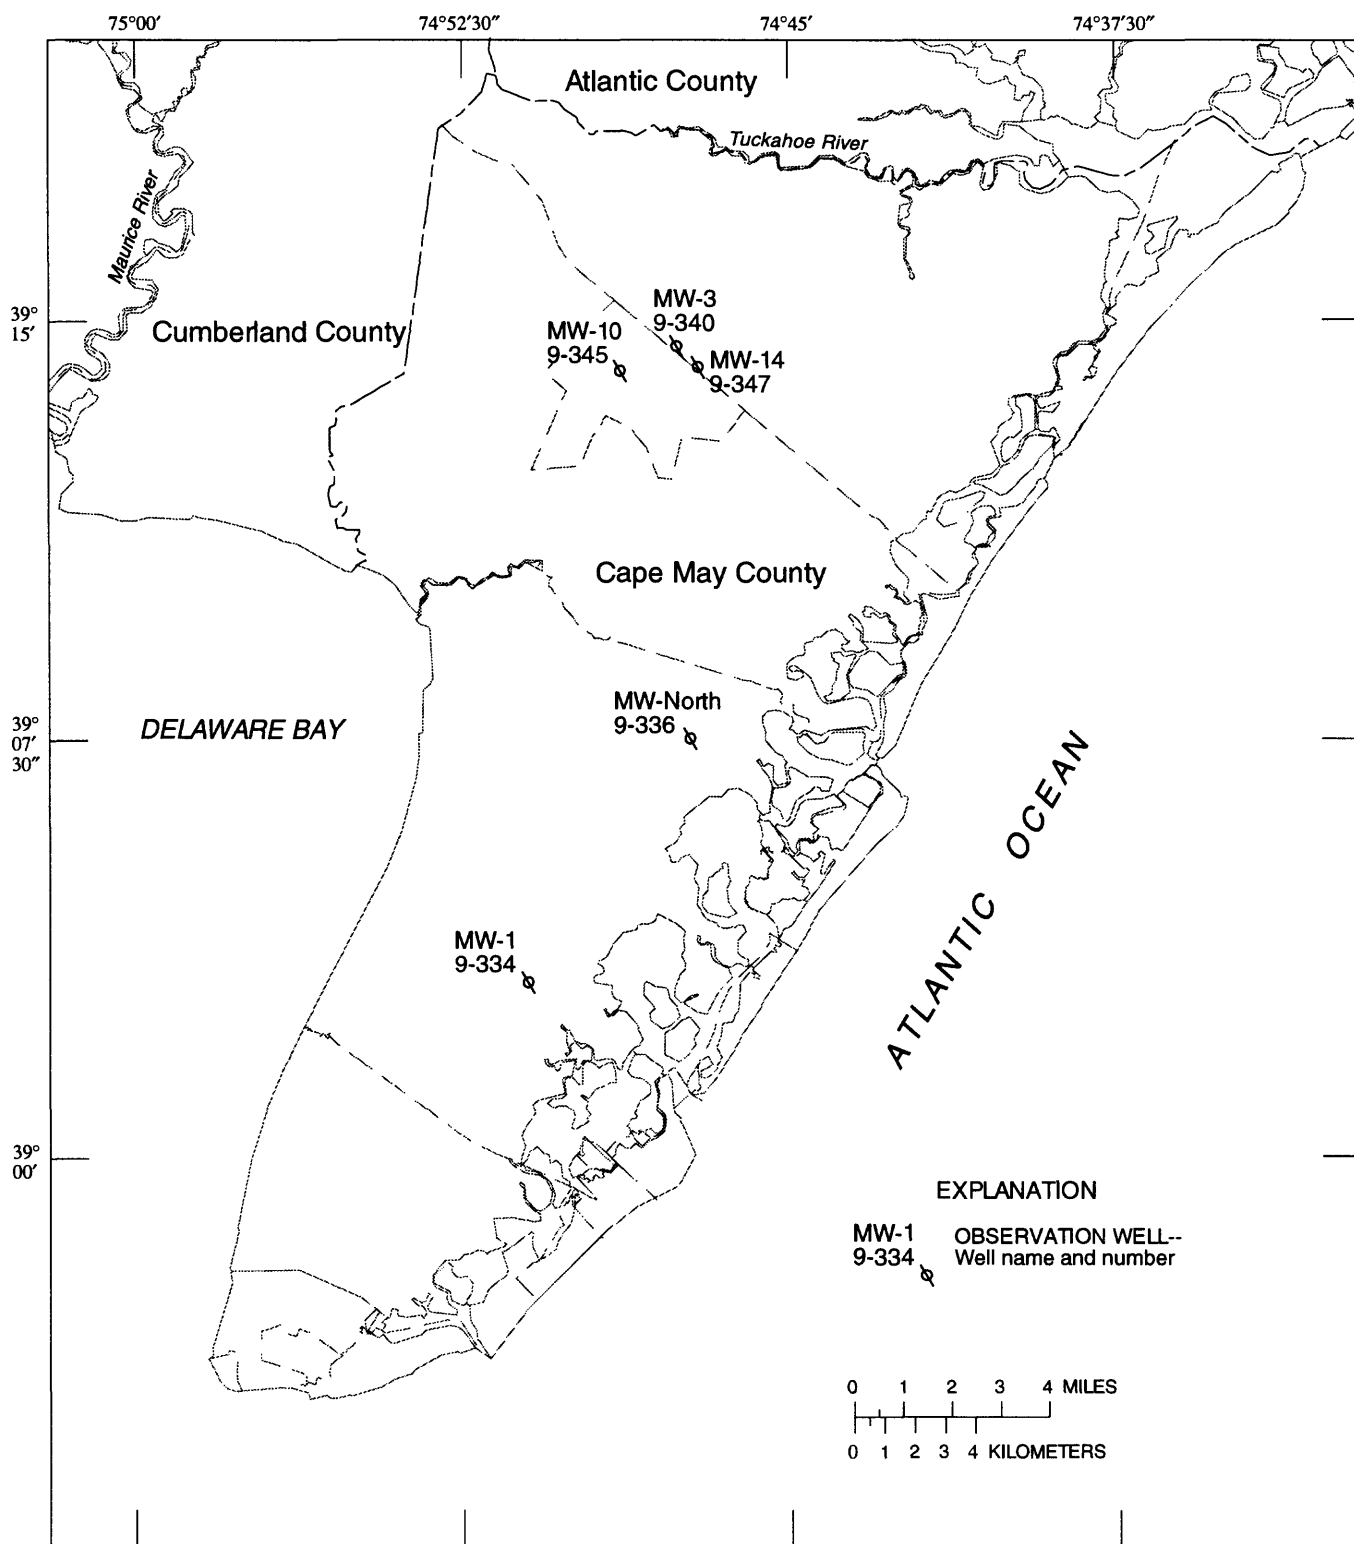 75°00′ 74°52′30″ 74°45′ 74°37′30″
Atlantic County
Tuckahoe River
Maurice River
39°
15′
Cumberland County
MW-3
9-340
MW-10
9-345
MW-14
9-347
Cape May County
MW-North
9-336
39°
07′
30″
DELAWARE BAY
ATLANTIC OCEAN
MW-1
9-334
39°
00′
EXPLANATION
MW-1 OBSERVATION WELL--
9-334 Well name and number
0 1 2 3 4 MILES
0 1 2 3 4 KILOMETERS